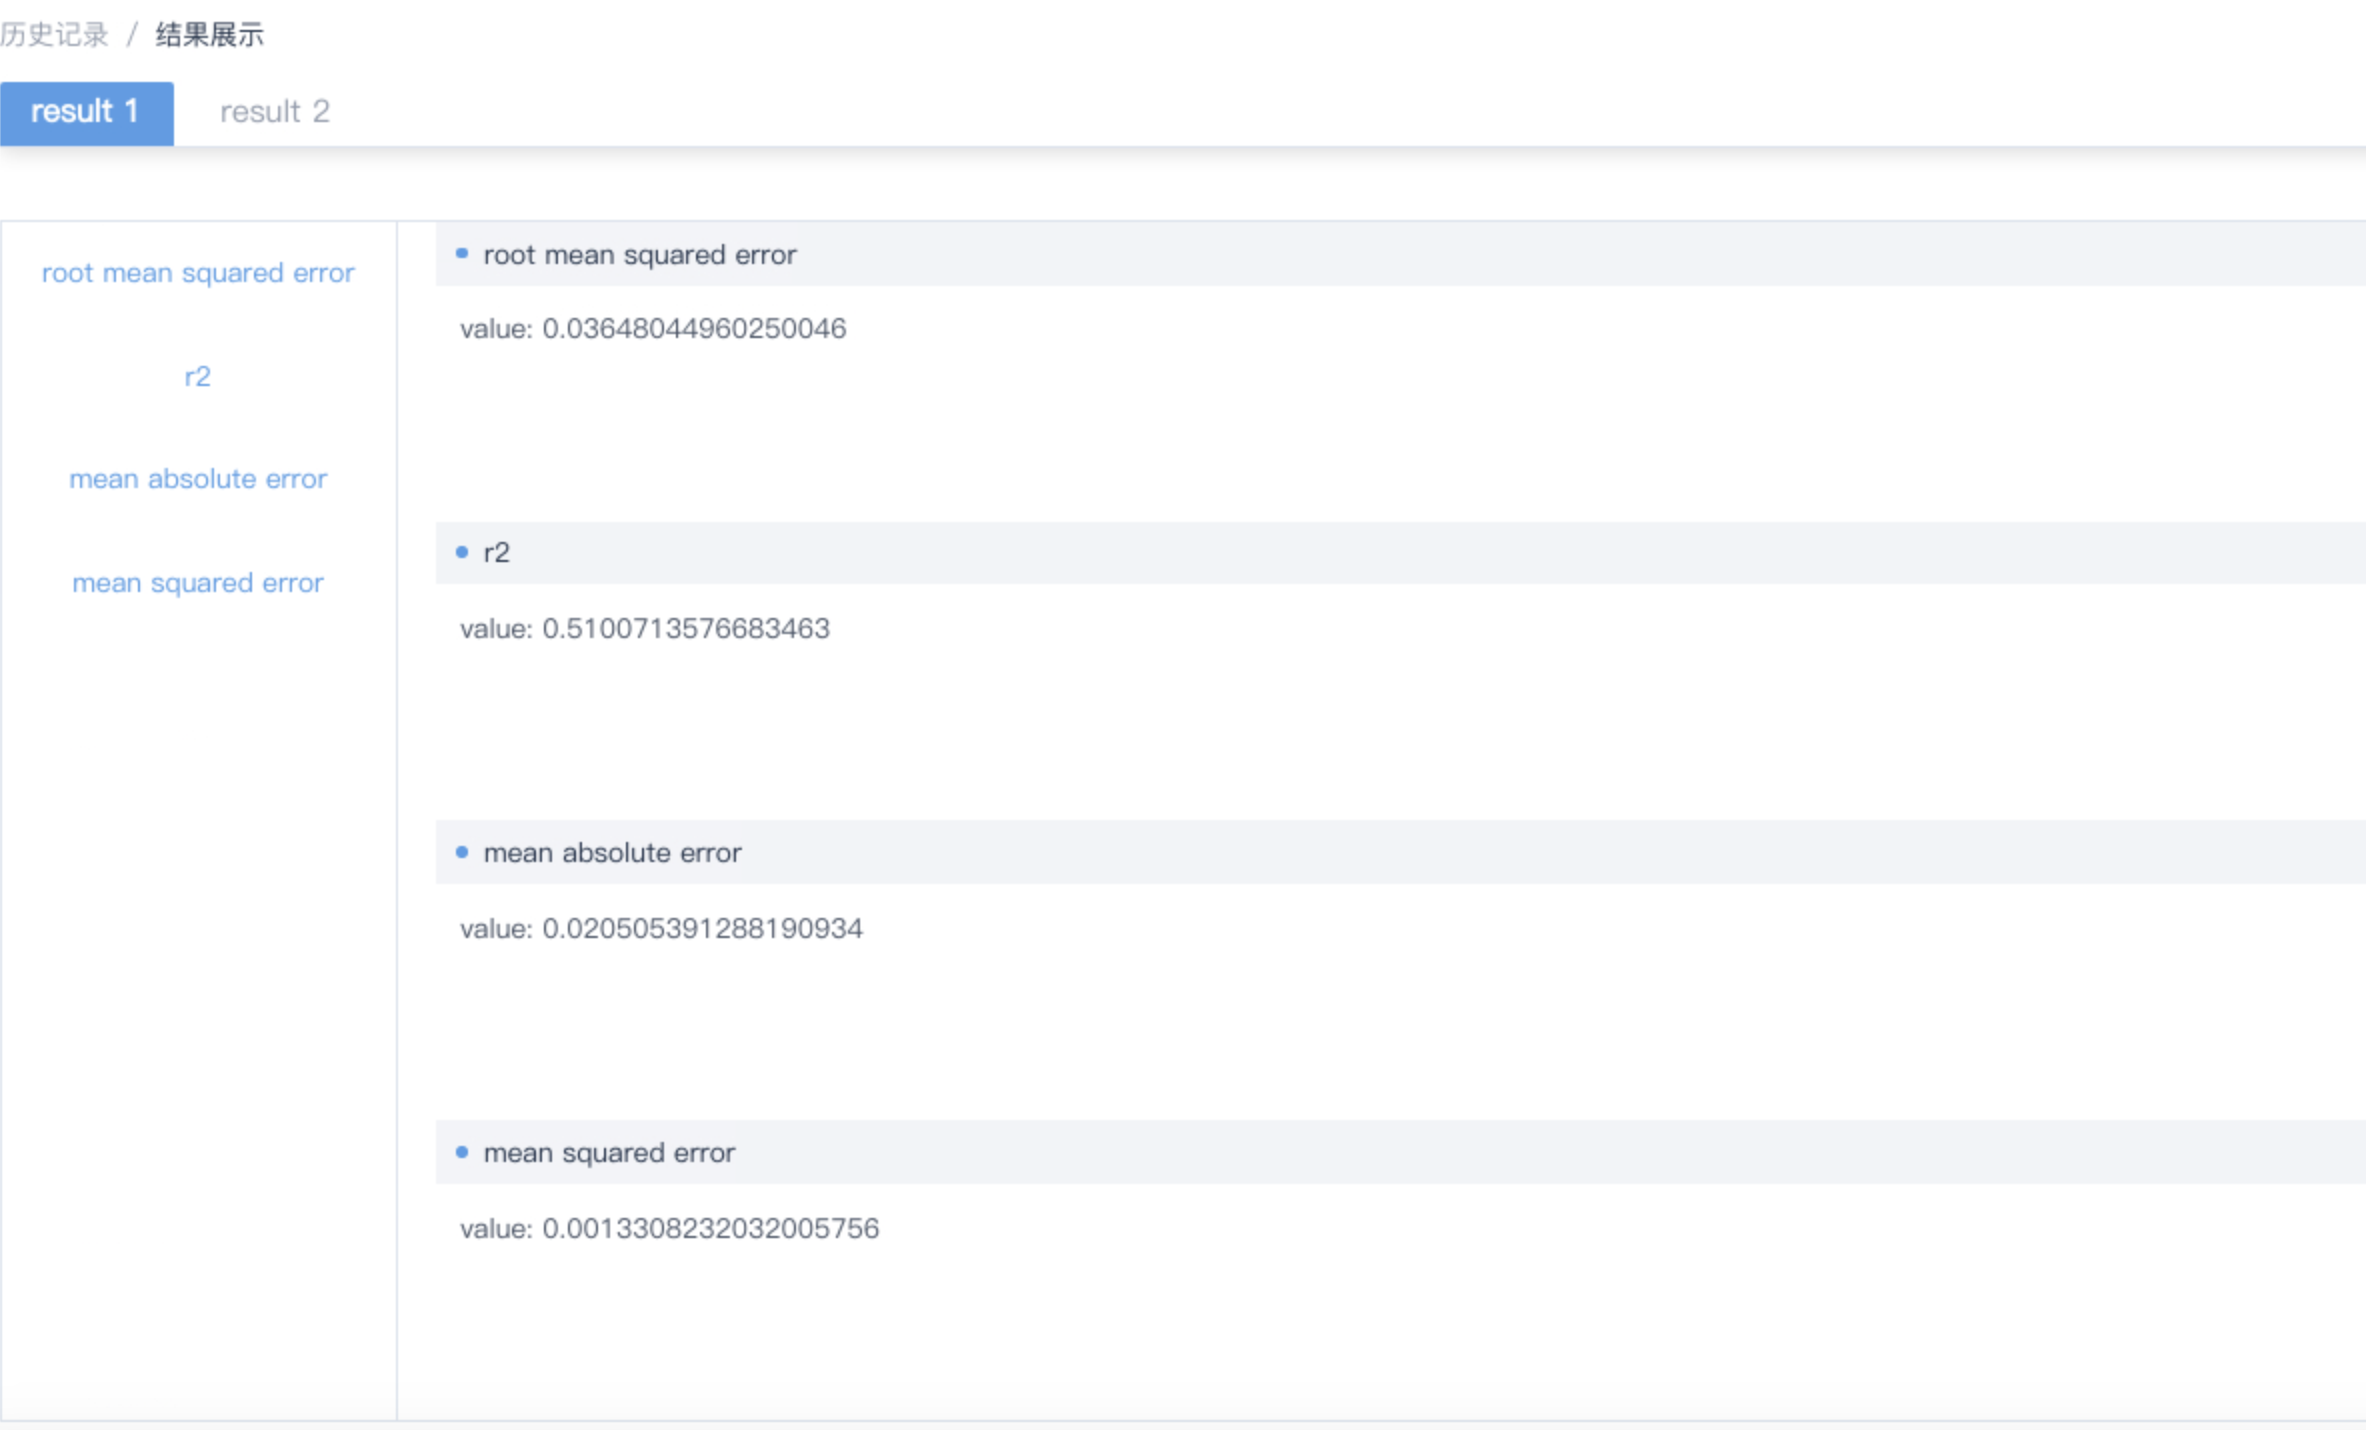 历史记录 / 结果展示
result 1 result 2
root mean squared error
r2
mean absolute error
mean squared error
root mean squared error
value: 0.03648044960250046
r2
value: 0.5100713576683463
mean absolute error
value: 0.020505391288190934
mean squared error
value: 0.0013308232032005756